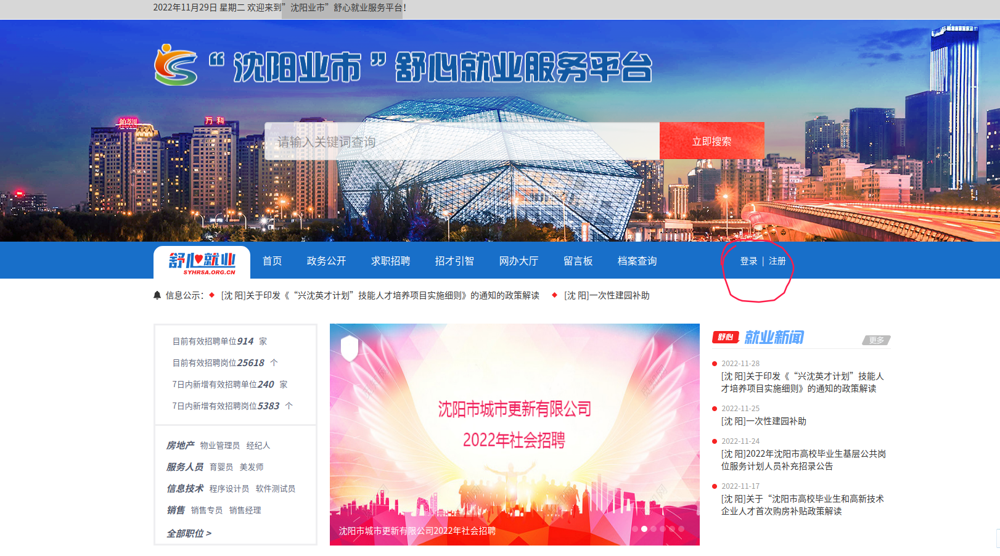 2022年11月29日 星期二 欢迎来到”沈阳业市”舒心就业服务平台!
“沈阳业市”舒心就业服务平台
万科
请输入关键词查询
立即搜索
舒心就业
SYHRSA.ORG.CN
首页
政务公开
求职招聘
招才引智
网办大厅
留言板
档案查询
登录 | 注册
信息公示：
[沈 阳]关于印发《“兴沈英才计划”技能人才培养项目实施细则》的通知的政策解读
[沈 阳]一次性建园补助
目前有效招聘单位914 家
目前有效招聘岗位25618 个
7日内新增有效招聘单位240 家
7日内新增有效招聘岗位5383 个
房地产 物业管理员 经纪人
服务人员 育婴员 美发师
信息技术 程序设计员 软件测试员
销售 销售专员 销售经理
全部职位 >
沈阳市城市更新有限公司
2022年社会招聘
沈阳市城市更新有限公司2022年社会招聘
舒心 就业新闻
更多
2022-11-28
[沈 阳]关于印发《“兴沈英才计划”技能人
才培养项目实施细则》的通知的政策解读
2022-11-25
[沈 阳]一次性建园补助
2022-11-24
[沈 阳]2022年沈阳市高校毕业生基层公共岗
位服务计划人员补充招录公告
2022-11-17
[沈 阳]关于“沈阳市高校毕业生和高新技术
企业人才首次购房补贴政策解读